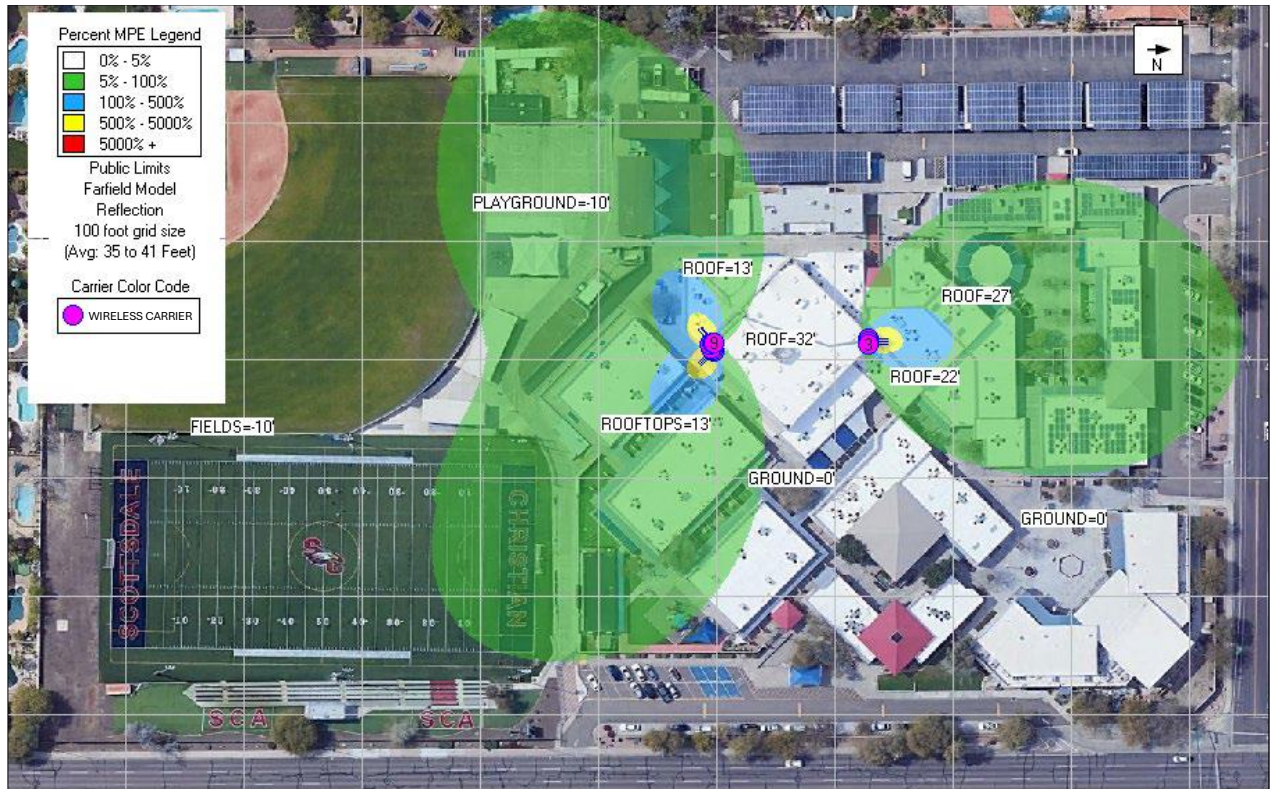 Percent MPE Legend
0% - 5%
5% - 100%
100% - 500%
500% - 5000%
5000% +
Public Limits
Farfield Model
Reflection
100 foot grid size
(Avg: 35 to 41 Feet)
Carrier Color Code
WIRELESS CARRIER
N
PLAYGROUND=-10'
ROOF=13'
ROOF=27'
9
ROOF=32'
3
ROOF=22'
ROOFTOPS=13'
FIELDS=-10'
GROUND=0'
GROUND=0'
SCOTTSDALE
CHRISTIAN
SCA
SCA